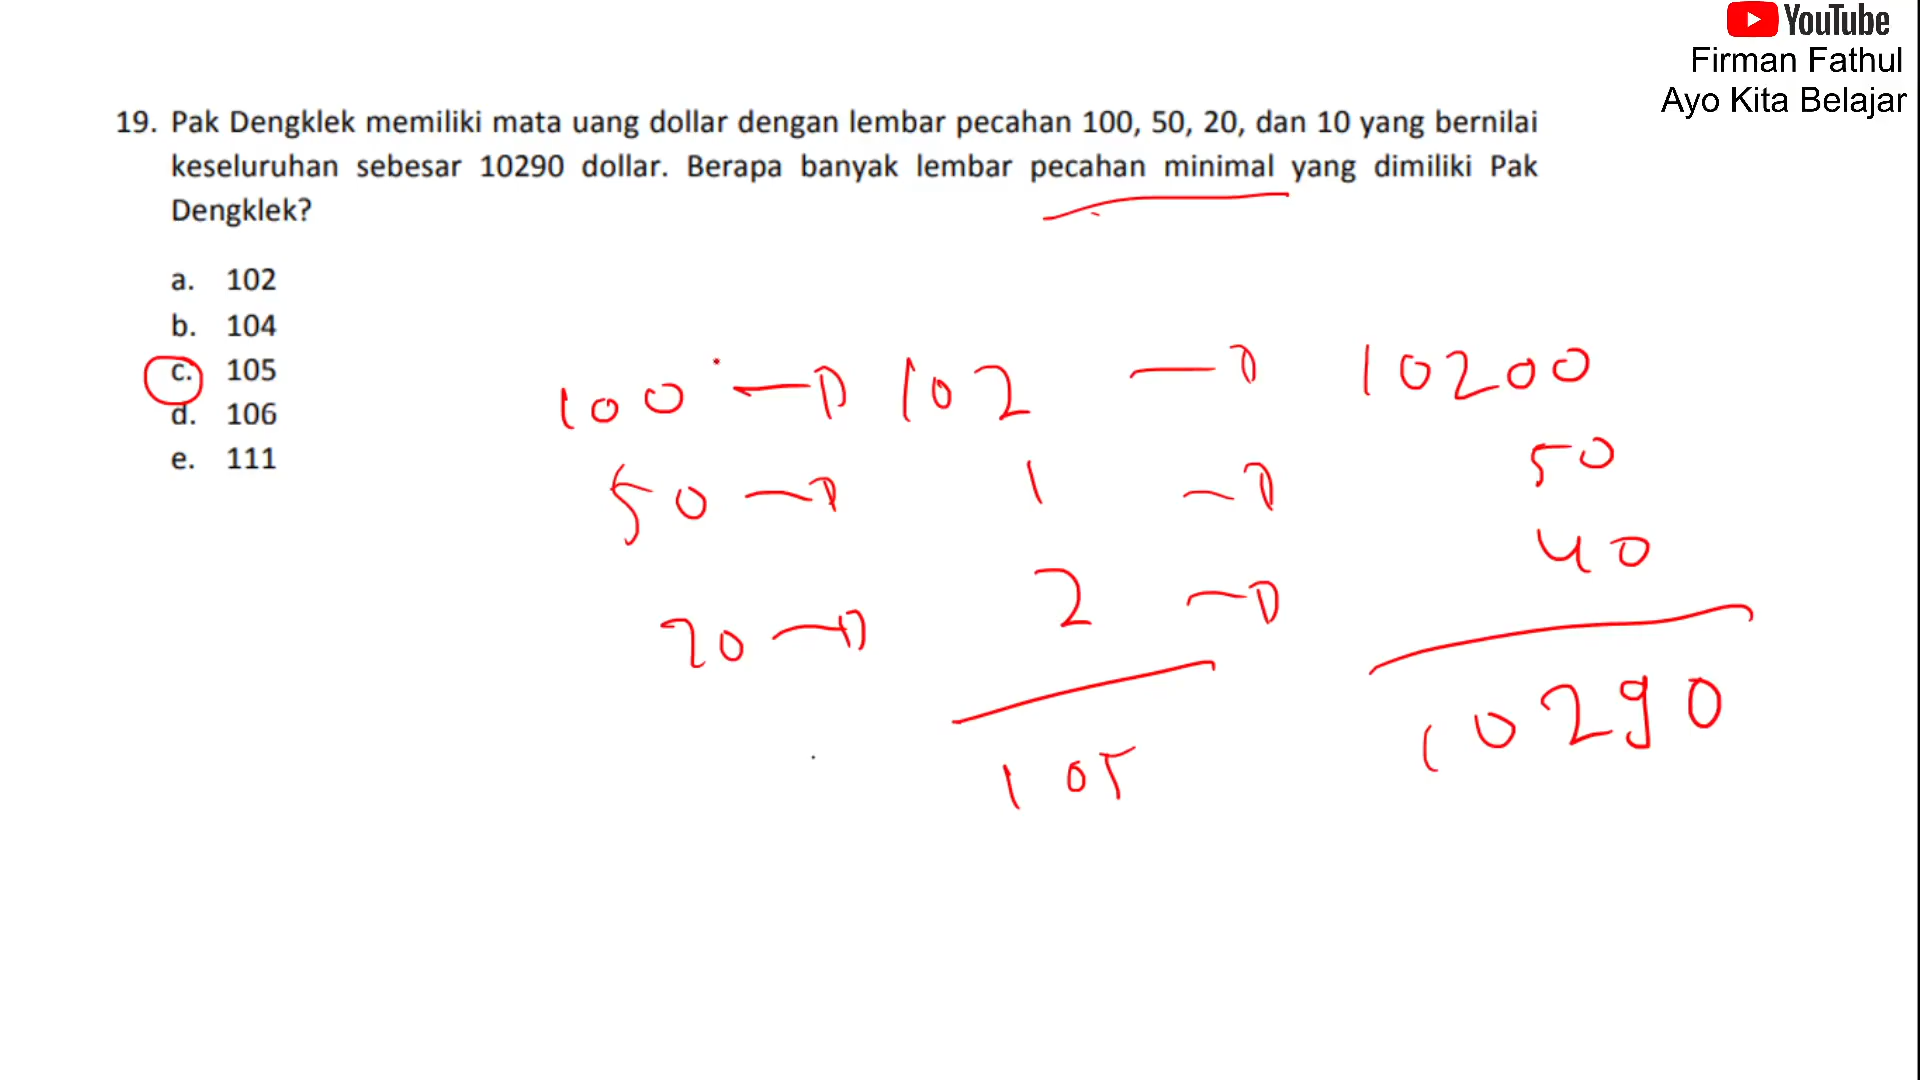 YouTube
Firman Fathul
Ayo Kita Belajar
19. Pak Dengklek memiliki mata uang dollar dengan lembar pecahan 100, 50, 20, dan 10 yang bernilai
keseluruhan sebesar 10290 dollar. Berapa banyak lembar pecahan minimal yang dimiliki Pak
Dengklek?
a. 102
b. 104
c. 105
d. 106
e. 111
100 → 102 → 10200
50 → 1 → 50
20 → 2 → 40
105 10290